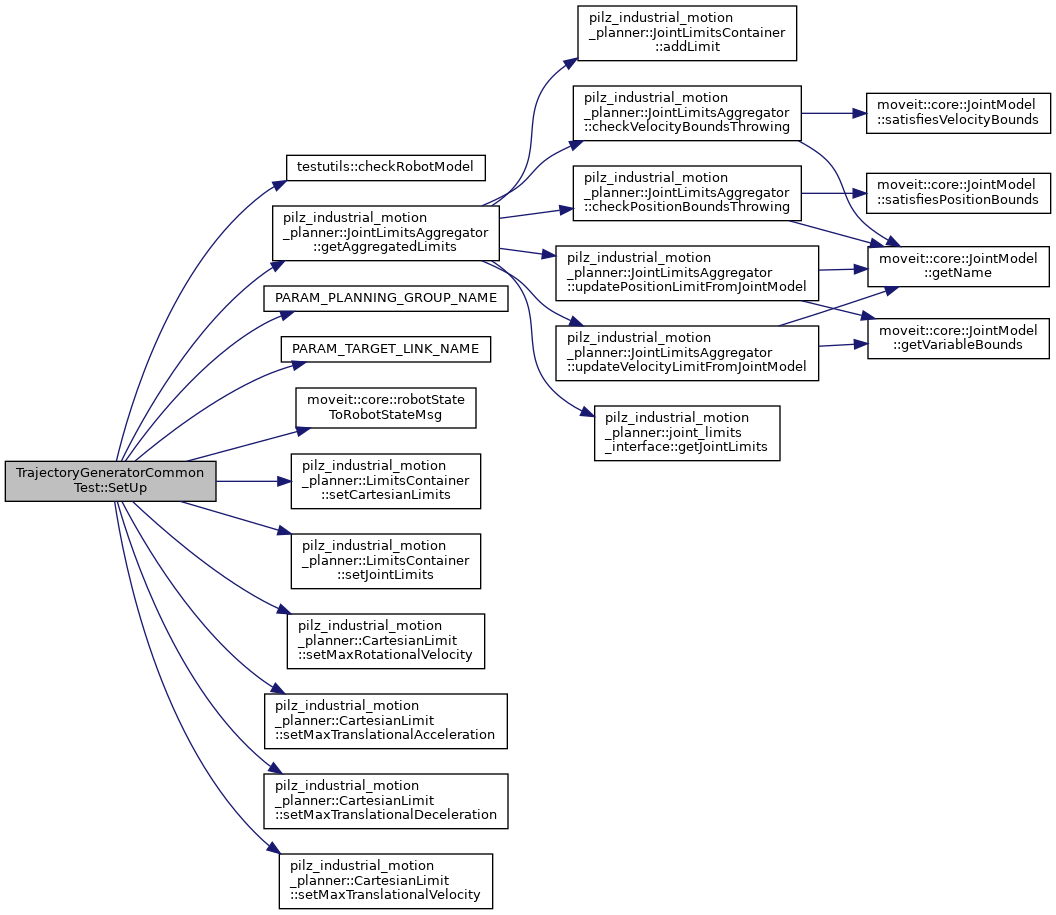 TrajectoryGeneratorCommon
Test::SetUp
testutils::checkRobotModel
pilz_industrial_motion
_planner::JointLimitsAggregator
::getAggregatedLimits
PARAM_PLANNING_GROUP_NAME
PARAM_TARGET_LINK_NAME
moveit::core::robotState
ToRobotStateMsg
pilz_industrial_motion
_planner::LimitsContainer
::setCartesianLimits
pilz_industrial_motion
_planner::LimitsContainer
::setJointLimits
pilz_industrial_motion
_planner::CartesianLimit
::setMaxRotationalVelocity
pilz_industrial_motion
_planner::CartesianLimit
::setMaxTranslationalAcceleration
pilz_industrial_motion
_planner::CartesianLimit
::setMaxTranslationalDeceleration
pilz_industrial_motion
_planner::CartesianLimit
::setMaxTranslationalVelocity
pilz_industrial_motion
_planner::JointLimitsContainer
::addLimit
pilz_industrial_motion
_planner::JointLimitsAggregator
::checkVelocityBoundsThrowing
pilz_industrial_motion
_planner::JointLimitsAggregator
::checkPositionBoundsThrowing
pilz_industrial_motion
_planner::JointLimitsAggregator
::updatePositionLimitFromJointModel
pilz_industrial_motion
_planner::JointLimitsAggregator
::updateVelocityLimitFromJointModel
pilz_industrial_motion
_planner::joint_limits
_interface::getJointLimits
moveit::core::JointModel
::satisfiesVelocityBounds
moveit::core::JointModel
::satisfiesPositionBounds
moveit::core::JointModel
::getName
moveit::core::JointModel
::getVariableBounds